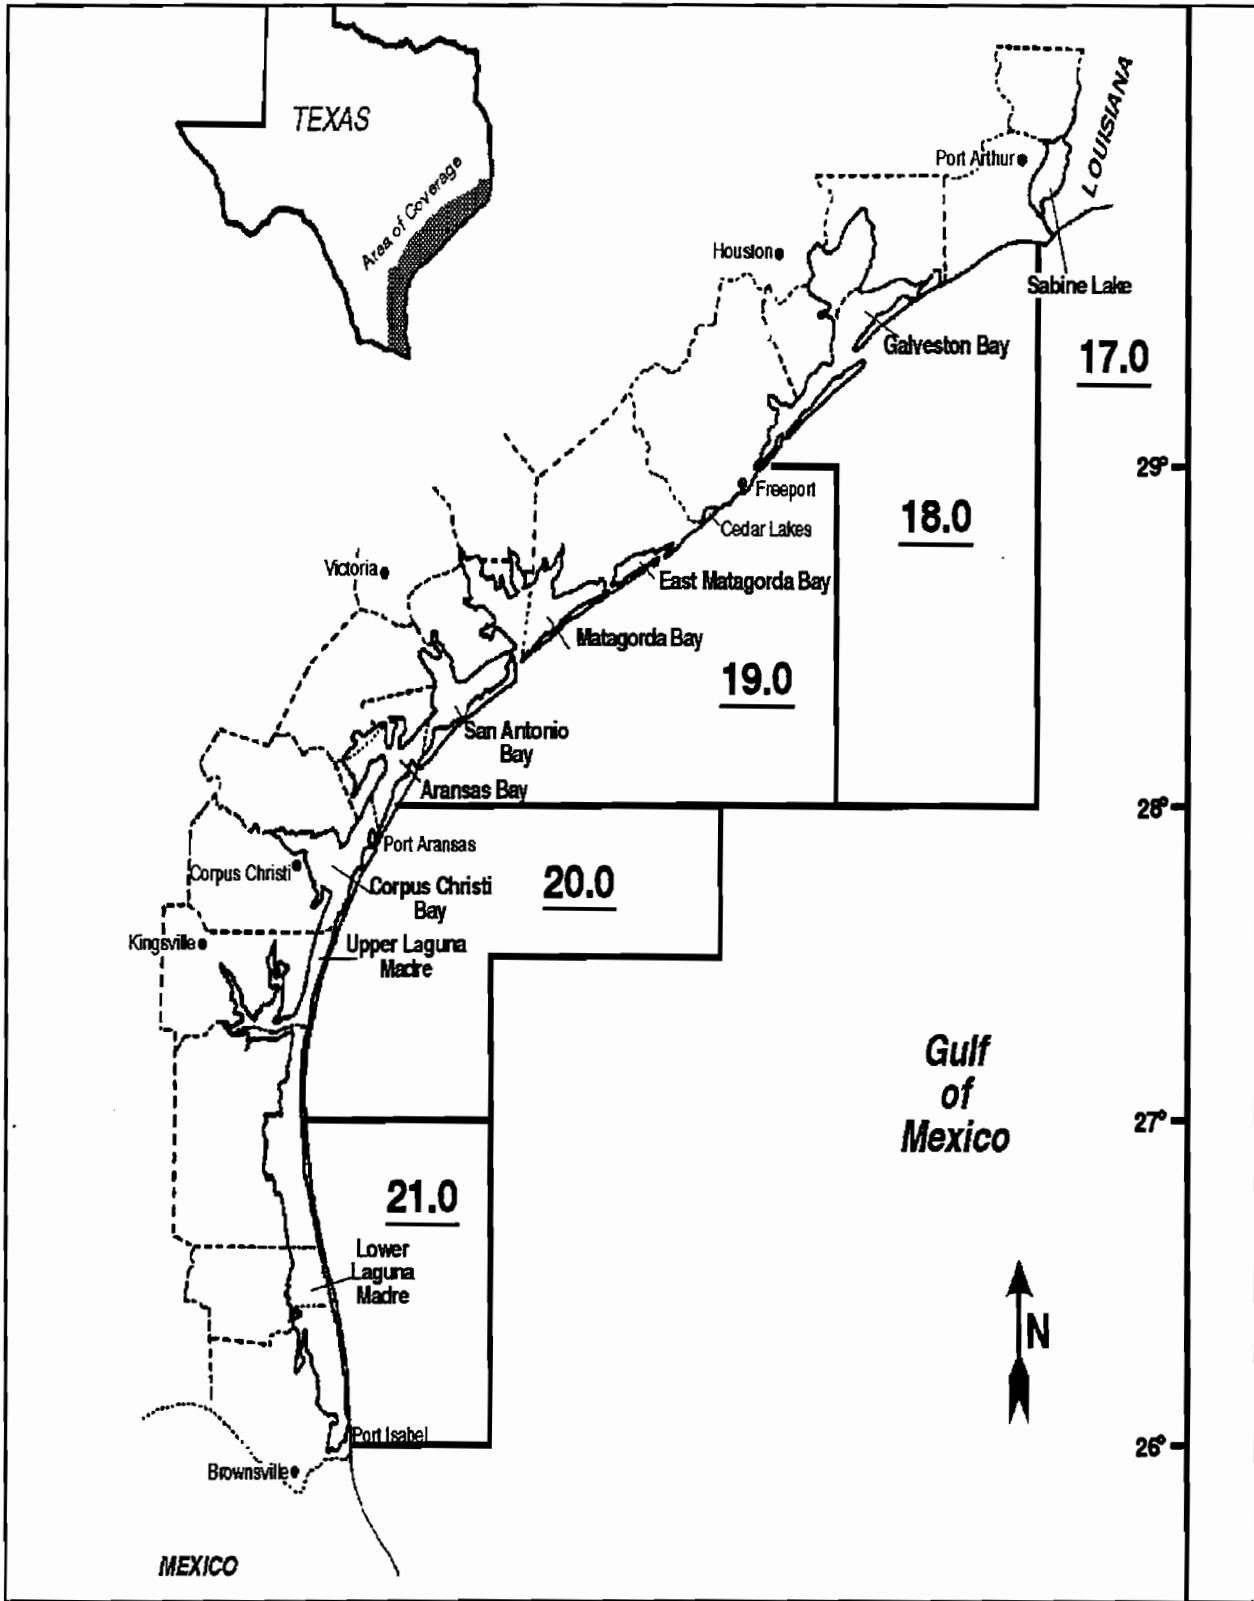 TEXAS
Area of Coverage
LOUISIANA
Port Arthur
Houston
Sabine Lake
Galveston Bay
17.0
29°
Freeport
18.0
Cedar Lakes
Victoria
East Matagorda Bay
Matagorda Bay
19.0
San Antonio
Bay
Aransas Bay
28°
Port Aransas
Corpus Christi
Corpus Christi
Bay
20.0
Kingsville
Upper Laguna
Madre
Gulf
of
Mexico
27°
21.0
Lower
Laguna
Madre
N
Port Isabel
26°
Brownsville
MEXICO